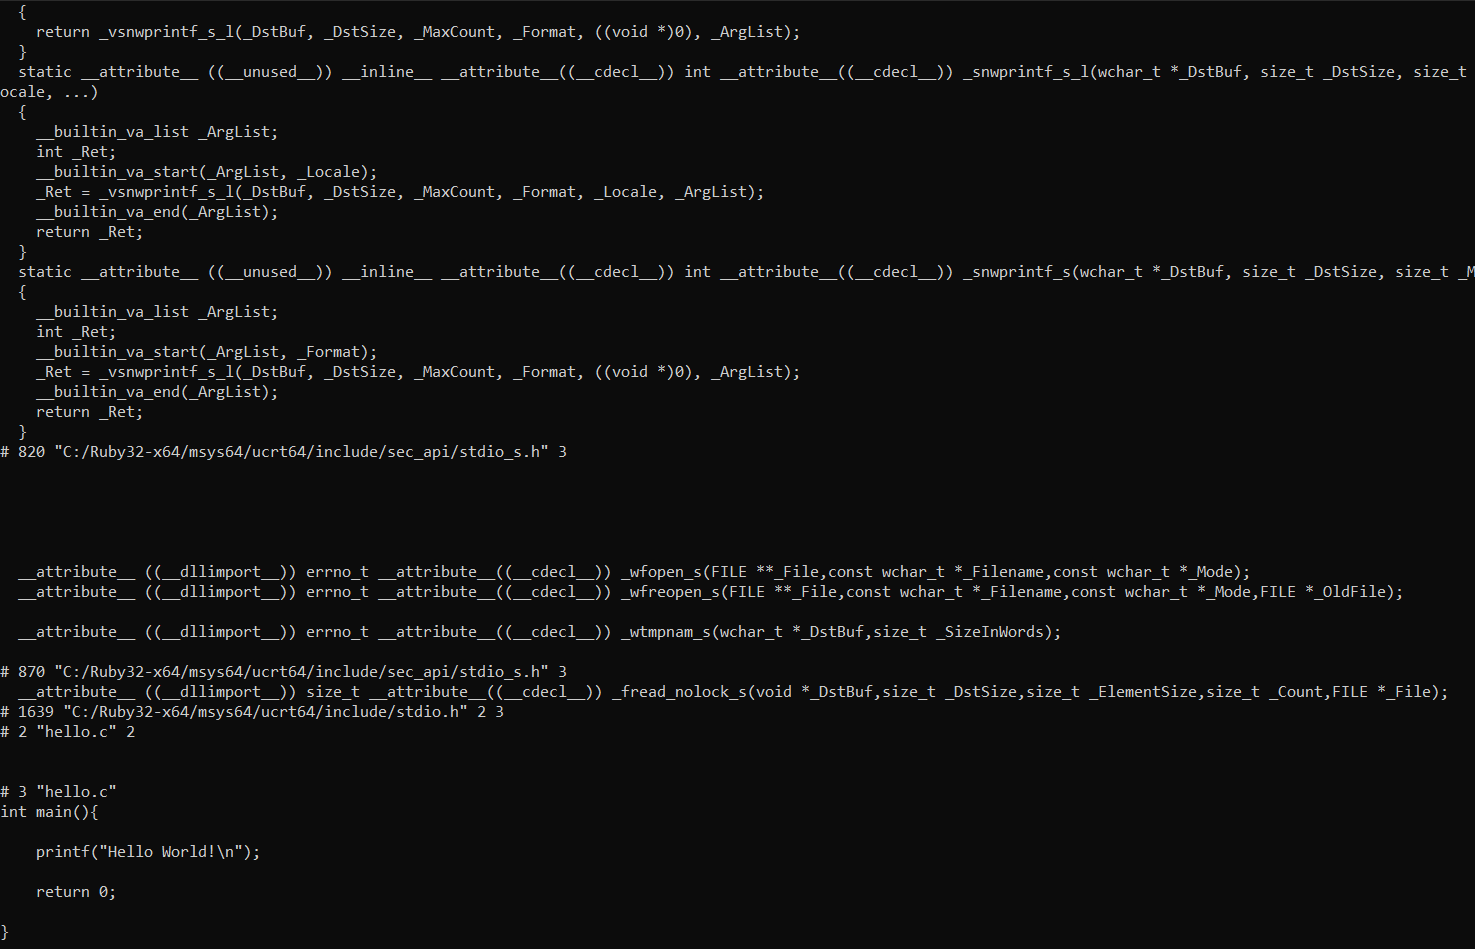 {
return _vsnwprintf_s_l(_DstBuf, _DstSize, _MaxCount, _Format, ((void *)0), _ArgList);
}
static __attribute__ ((__unused__)) __inline__ __attribute__((__cdecl__)) int __attribute__((__cdecl__)) _snwprintf_s_l(wchar_t *_DstBuf, size_t _DstSize, size_t
ocale, ...)
{
__builtin_va_list _ArgList;
int _Ret;
__builtin_va_start(_ArgList, _Locale);
_Ret = _vsnwprintf_s_l(_DstBuf, _DstSize, _MaxCount, _Format, _Locale, _ArgList);
__builtin_va_end(_ArgList);
return _Ret;
}
static __attribute__ ((__unused__)) __inline__ __attribute__((__cdecl__)) int __attribute__((__cdecl__)) _snwprintf_s(wchar_t *_DstBuf, size_t _DstSize, size_t _M
{
__builtin_va_list _ArgList;
int _Ret;
__builtin_va_start(_ArgList, _Format);
_Ret = _vsnwprintf_s_l(_DstBuf, _DstSize, _MaxCount, _Format, ((void *)0), _ArgList);
__builtin_va_end(_ArgList);
return _Ret;
}
# 820 "C:/Ruby32-x64/msys64/ucrt64/include/sec_api/stdio_s.h" 3
__attribute__ ((__dllimport__)) errno_t __attribute__((__cdecl__)) _wfopen_s(FILE **_File,const wchar_t *_Filename,const wchar_t *_Mode);
__attribute__ ((__dllimport__)) errno_t __attribute__((__cdecl__)) _wfreopen_s(FILE **_File,const wchar_t *_Filename,const wchar_t *_Mode,FILE *_OldFile);
__attribute__ ((__dllimport__)) errno_t __attribute__((__cdecl__)) _wtmpnam_s(wchar_t *_DstBuf,size_t _SizeInWords);
# 870 "C:/Ruby32-x64/msys64/ucrt64/include/sec_api/stdio_s.h" 3
__attribute__ ((__dllimport__)) size_t __attribute__((__cdecl__)) _fread_nolock_s(void *_DstBuf,size_t _DstSize,size_t _ElementSize,size_t _Count,FILE *_File);
# 1639 "C:/Ruby32-x64/msys64/ucrt64/include/stdio.h" 2 3
# 2 "hello.c" 2
# 3 "hello.c"
int main(){
printf("Hello World!\n");
return 0;
}